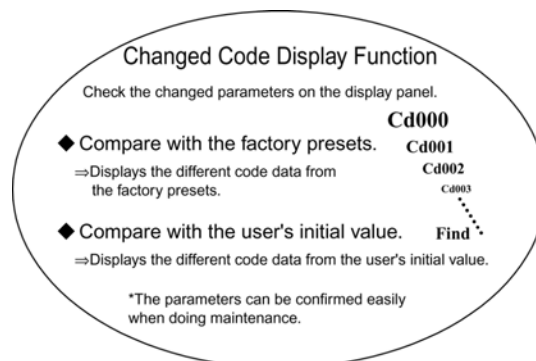 Changed Code Display Function
Check the changed parameters on the display panel.
Cd000
◆ Compare with the factory presets.
Cd001
⇒Displays the different code data from
the factory presets.
Cd002
Cd003
◆ Compare with the user's initial value.
Find
⇒Displays the different code data from the user's initial value.
*The parameters can be confirmed easily
when doing maintenance.